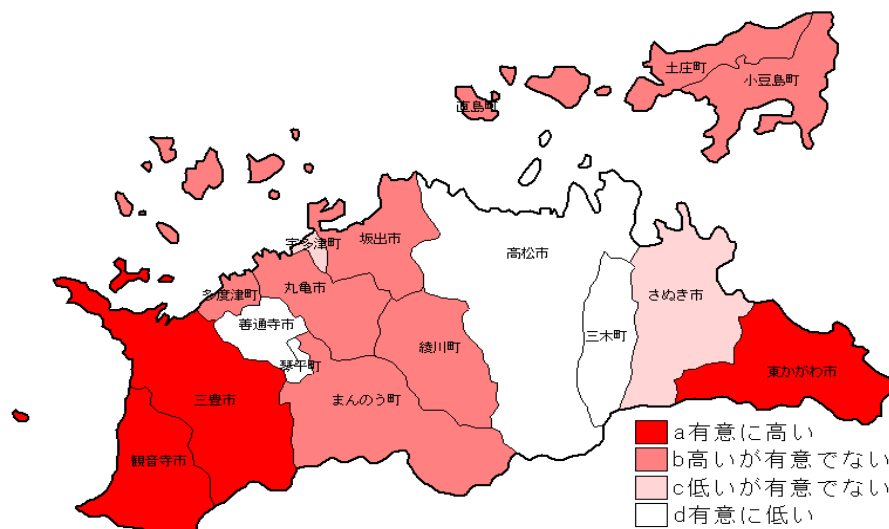 土庄町
小豆島町
直島町
宇多津町
坂出市
高松市
多度津町
丸亀市
さぬき市
善通寺市
三木町
綾川町
琴平町
東かがわ市
三豊市
まんのう町
観音寺市
a有意に高い
b高いが有意でない
c低いが有意でない
d有意に低い